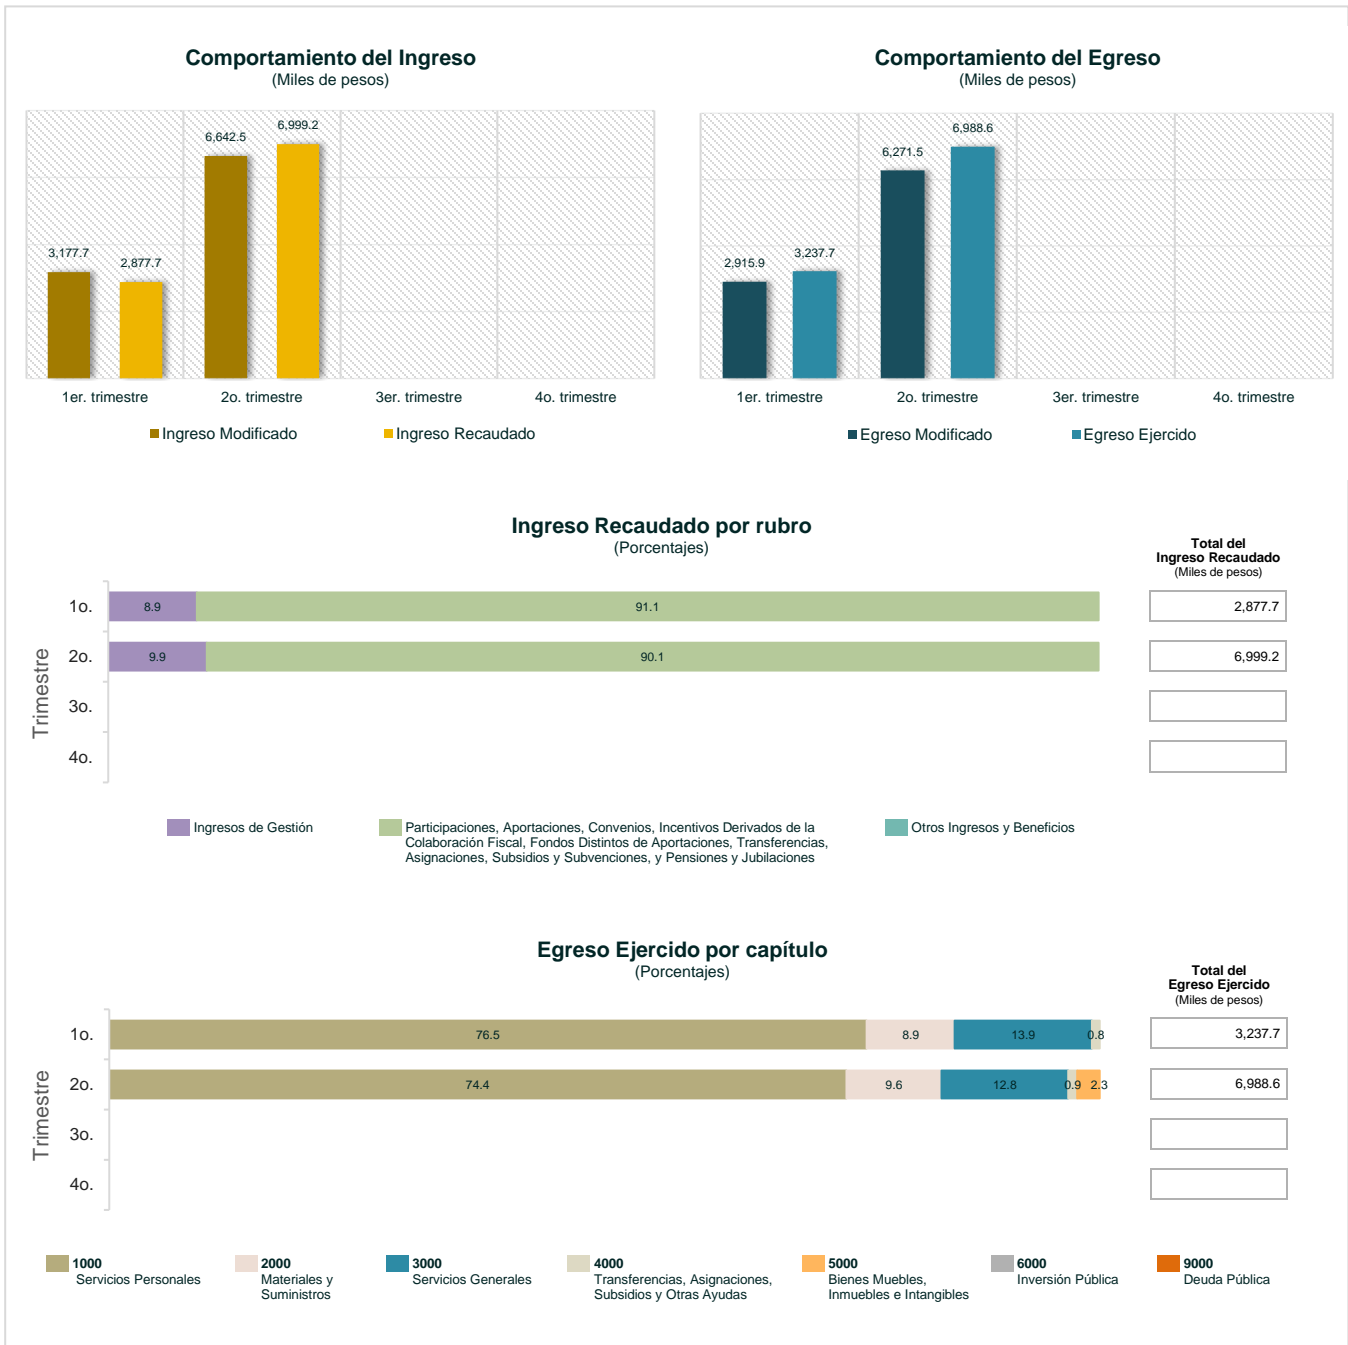 Comportamiento del Ingreso
(Miles de pesos)
3,177.7
2,877.7
6,642.5
6,999.2
1er. trimestre
2o. trimestre
3er. trimestre
4o. trimestre
Ingreso Modificado
Ingreso Recaudado
Comportamiento del Egreso
(Miles de pesos)
2,915.9
3,237.7
6,271.5
6,988.6
1er. trimestre
2o. trimestre
3er. trimestre
4o. trimestre
Egreso Modificado
Egreso Ejercido
Ingreso Recaudado por rubro
(Porcentajes)
Total del
Ingreso Recaudado
(Miles de pesos)
Trimestre
1o.
8.9
91.1
2,877.7
2o.
9.9
90.1
6,999.2
3o.
4o.
Ingresos de Gestión
Participaciones, Aportaciones, Convenios, Incentivos Derivados de la
Colaboración Fiscal, Fondos Distintos de Aportaciones, Transferencias,
Asignaciones, Subsidios y Subvenciones, y Pensiones y Jubilaciones
Otros Ingresos y Beneficios
Egreso Ejercido por capítulo
(Porcentajes)
Total del
Egreso Ejercido
(Miles de pesos)
Trimestre
1o.
76.5
8.9
13.9
0.8
3,237.7
2o.
74.4
9.6
12.8
0.9
2.3
6,988.6
3o.
4o.
1000
Servicios Personales
2000
Materiales y
Suministros
3000
Servicios Generales
4000
Transferencias, Asignaciones,
Subsidios y Otras Ayudas
5000
Bienes Muebles,
Inmuebles e Intangibles
6000
Inversión Pública
9000
Deuda Pública